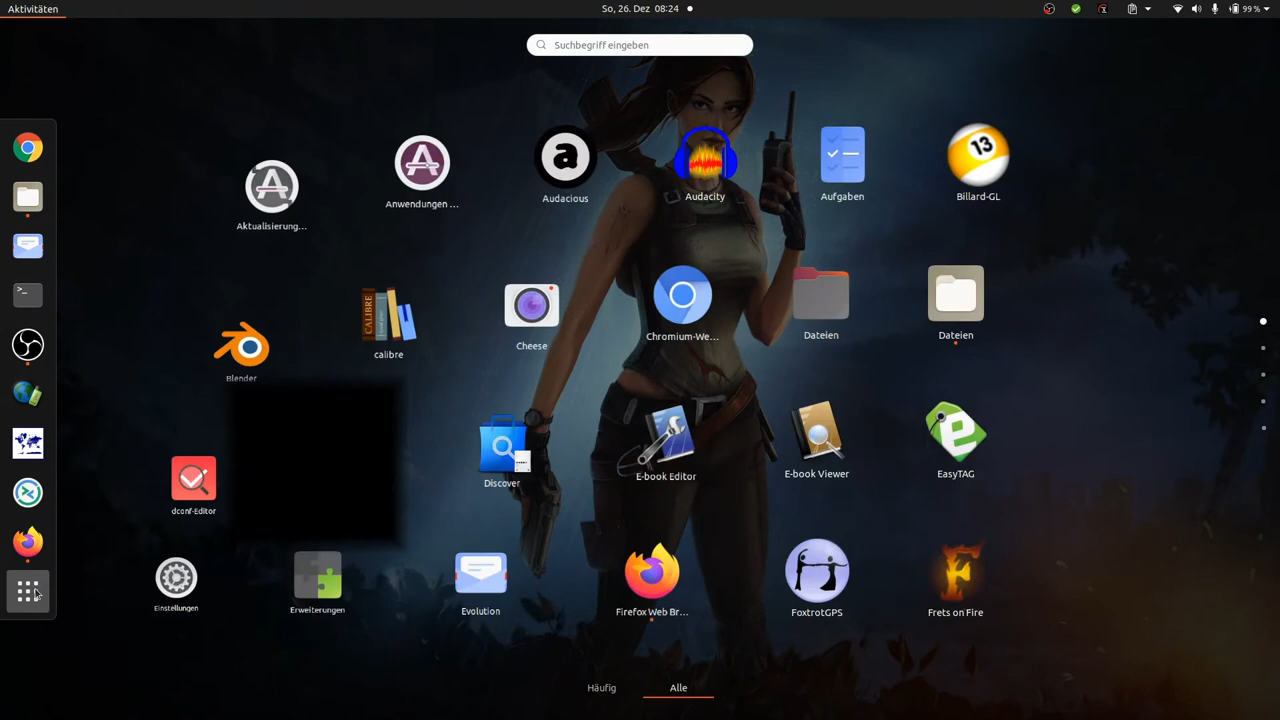 Aktivitäten
So, 26. Dez 08:24
99 %
Suchbegriff eingeben
Aktualisierung...
Anwendungen ...
Audacious
Audacity
Aufgaben
13
Billard-GL
Blender
CALIBRE
calibre
Cheese
Chromium-We...
Dateien
Dateien
dconf-Editor
Discover
E-book Editor
E-book Viewer
EasyTAG
Einstellungen
Erweiterungen
Evolution
Firefox Web Br...
FoxtrotGPS
Frets on Fire
Häufig
Alle